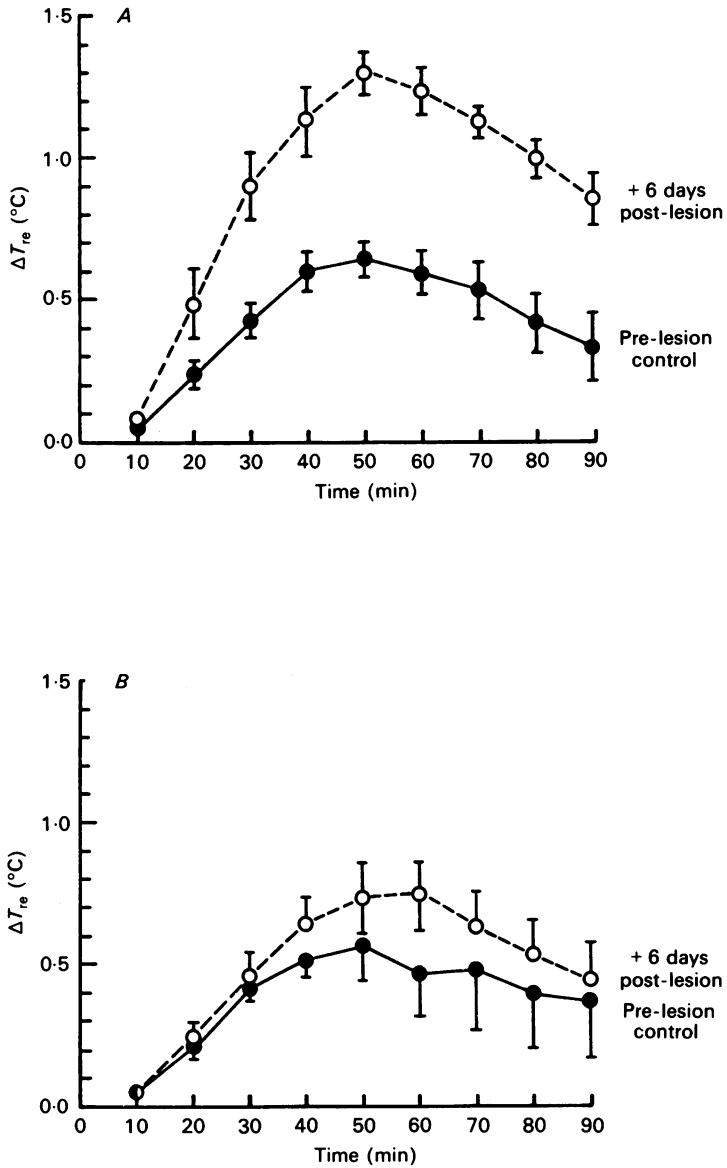 A
1·5
1·0
0·5
0·0
ΔTre (°C)
+ 6 days
post-lesion
Pre-lesion
control
0 10 20 30 40 50 60 70 80 90
Time (min)
B
1·5
1·0
0·5
0·0
ΔTre (°C)
+ 6 days
post-lesion
Pre-lesion
control
0 10 20 30 40 50 60 70 80 90
Time (min)